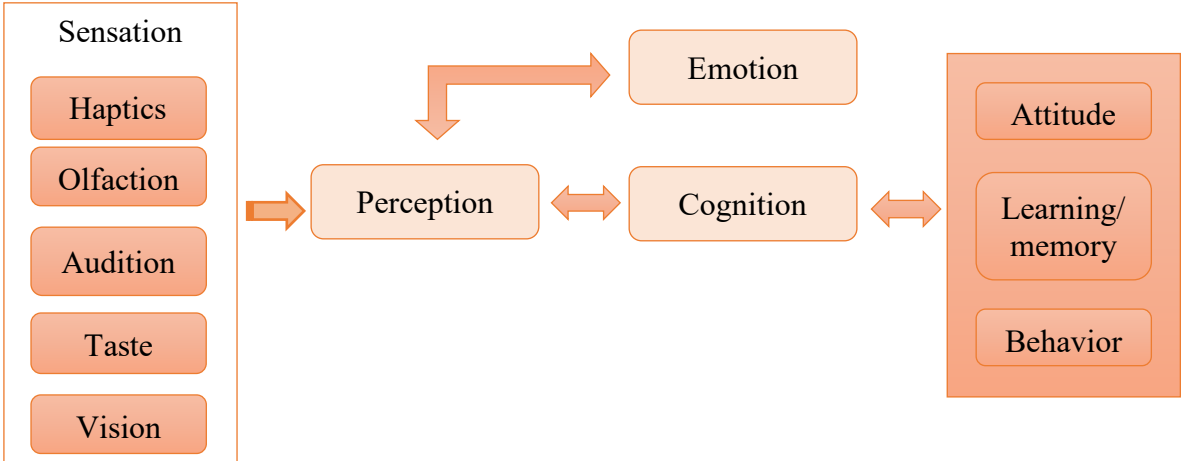 Sensation
Haptics
Olfaction
Audition
Taste
Vision
Perception
Emotion
Cognition
Attitude
Learning/
memory
Behavior